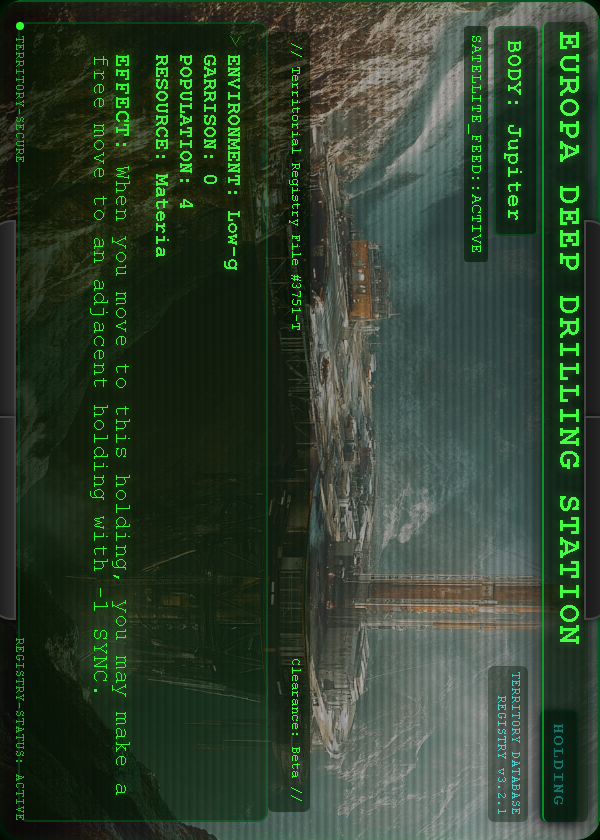 EUROPA DEEP DRILLING STATION
HOLDING
BODY: Jupiter
TERRITORY DATABASE
REGISTRY v3.2.1
SATELLITE_FEED::ACTIVE
// Territorial Registry File #3751-T
Clearance: Beta //
> ENVIRONMENT: Low-g
GARRISON: 0
POPULATION: 4
RESOURCE: Materia
EFFECT: When you move to this holding, you may make a
free move to an adjacent holding with -1 SYNC.
TERRITORY-SECURE
REGISTRY-STATUS: ACTIVE